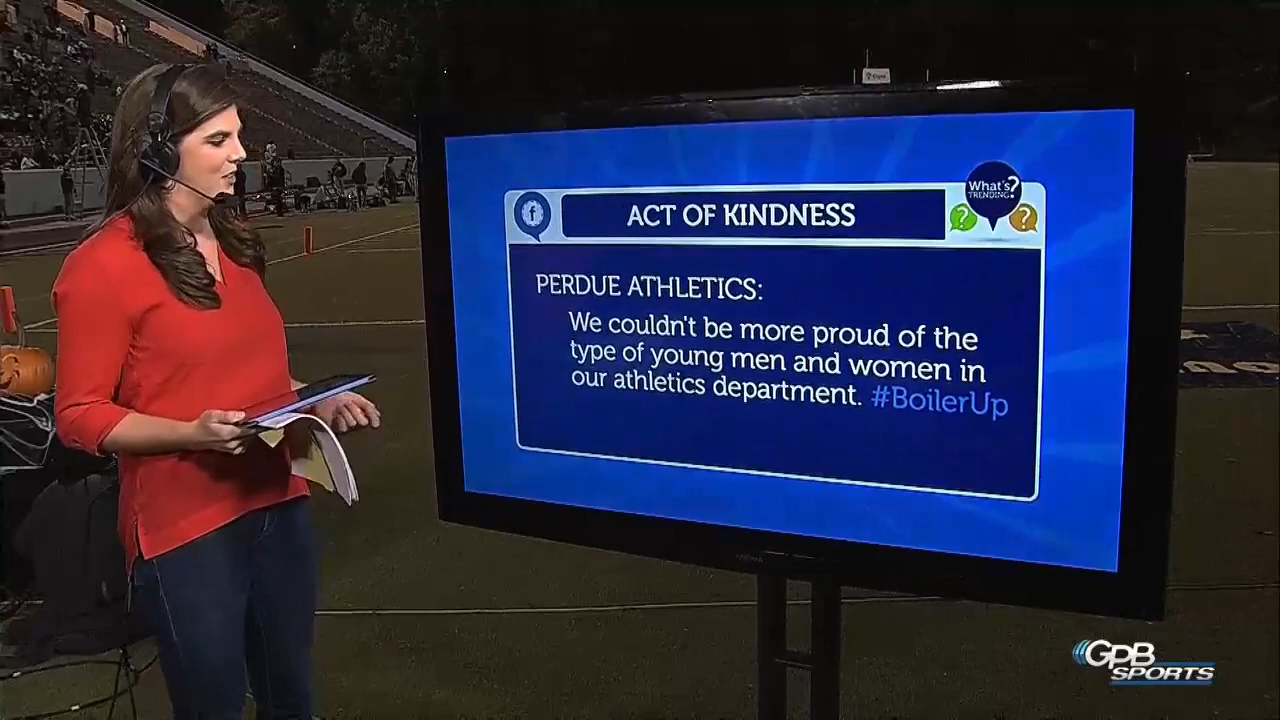 What's?
TRENDING.
f
ACT OF KINDNESS
? ?
PERDUE ATHLETICS:
We couldn't be more proud of the
type of young men and women in
our athletics department. #BoilerUp
GPB
SPORTS